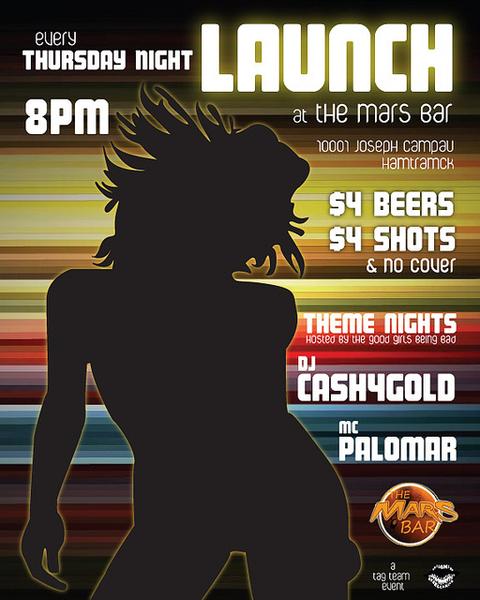 every
THURSDAY NIGHT
8PM
LAUNCH
at the mars bar
10001 Joseph Campau
Hamtramck
$4 BEERS
$4 SHOTS
& no cover
THEME NIGHTS
Hosted by the good girls being bad
DJ
CASH4GOLD
MC
PALOMAR
THE
MARS
BAR
a
tag team
event